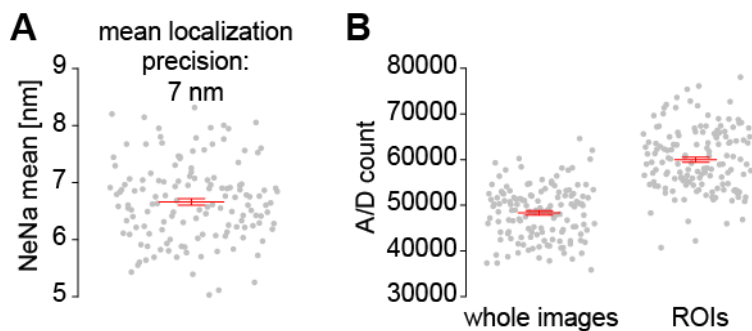 A
mean localization
precision:
7 nm
NeNa mean [nm]
9
8
7
6
5
B
A/D count
80000
70000
60000
50000
40000
30000
whole images
ROIs